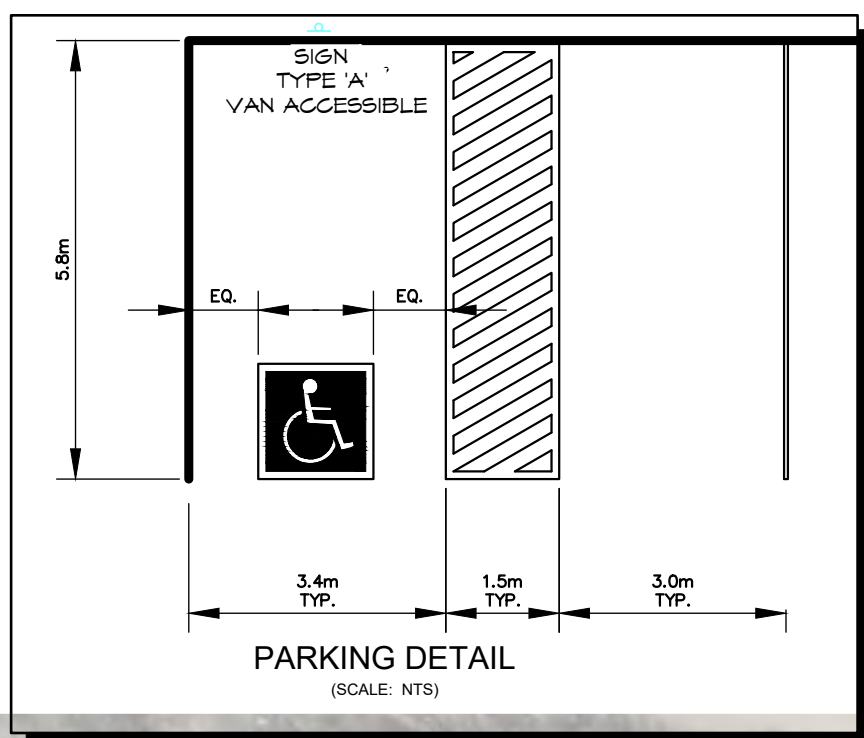 SIGN
TYPE 'A'
VAN ACCESSIBLE
5.8m
EQ.
EQ.
3.4m
TYP.
1.5m
TYP.
3.0m
TYP.
PARKING DETAIL
(SCALE: NTS)